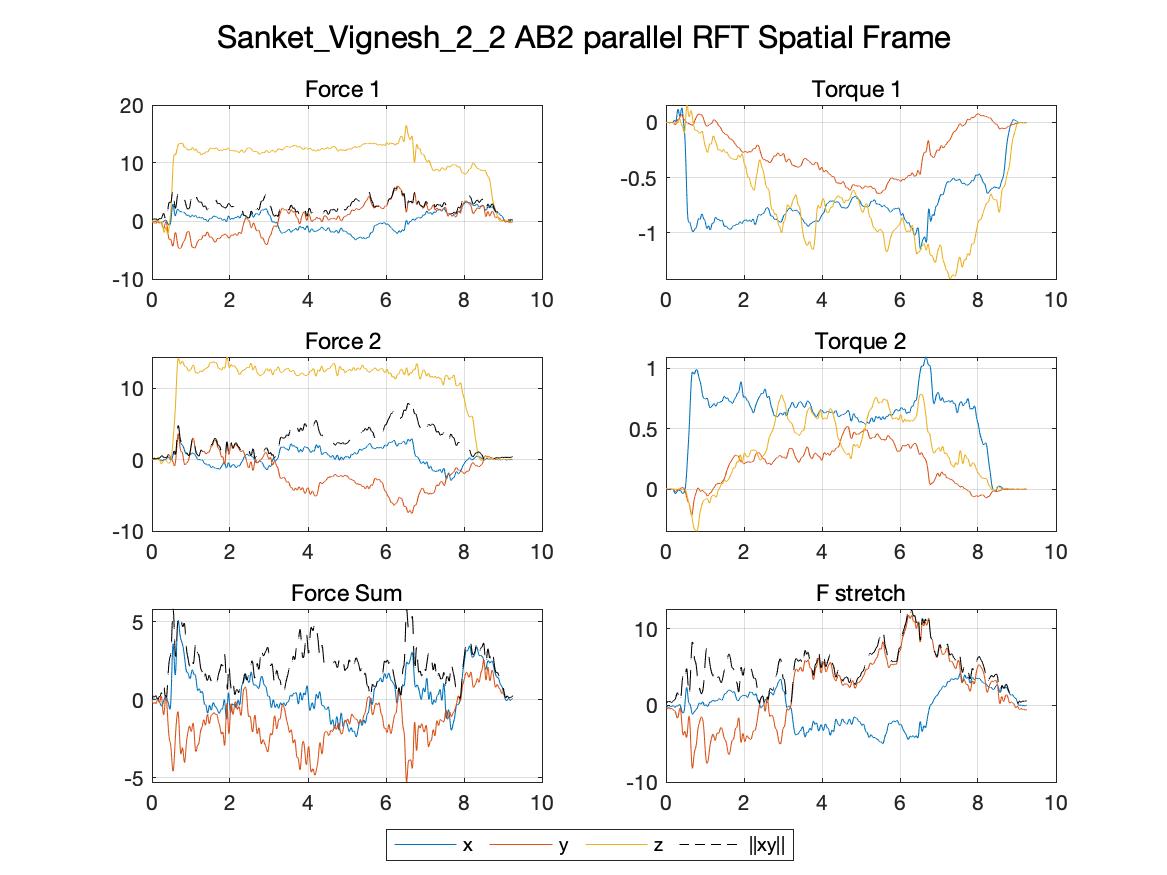 Sanket_Vignesh_2_2 AB2 parallel RFT Spatial Frame
Force 1
20
10
0
-10
0 2 4 6 8 10
Torque 1
0
-0.5
-1
0 2 4 6 8 10
Force 2
10
0
-10
0 2 4 6 8 10
Torque 2
1
0.5
0
0 2 4 6 8 10
Force Sum
5
0
-5
0 2 4 6 8 10
F stretch
10
0
-10
0 2 4 6 8 10
x y z ||xy||